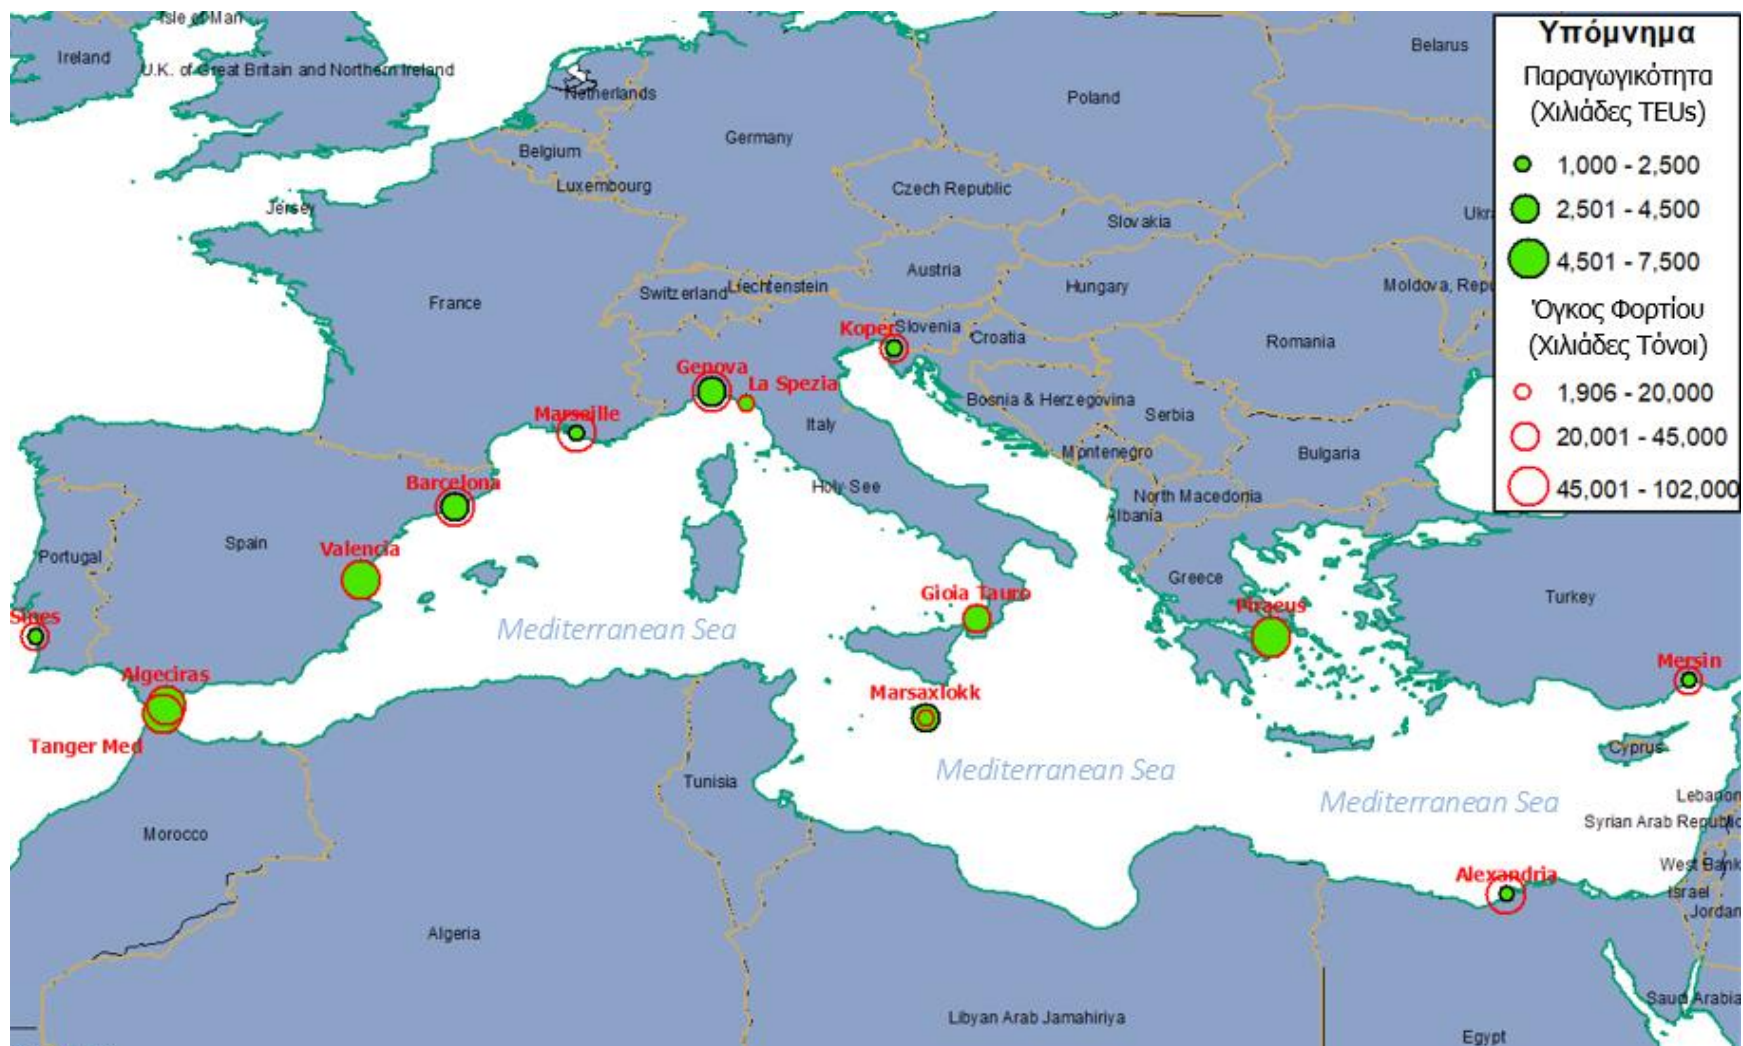 Isle of Man
Ireland
U.K. of Great Britain and Northern Ireland
Netherlands
Belarus
Poland
Germany
Belgium
Luxembourg
Czech Republic
Jersey
Slovakia
Austria
Switzerland
Liechtenstein
Hungary
France
Koper
Slovenia
Croatia
Romania
Genova
La Spezia
Marseille
Italy
Bosnia & Herzegovina
Serbia
Montenegro
Bulgaria
Barcelona
Holy See
North Macedonia
Albania
Portugal
Spain
Valencia
Greece
Turkey
Gioia Tauro
Piraeus
Sines
Mediterranean Sea
Algeciras
Mersin
Marsaxlokk
Tanger Med
Cyprus
Mediterranean Sea
Tunisia
Mediterranean Sea
Lebanon
Syrian Arab Republic
Morocco
West Bank
Alexandria
Israel
Jordan
Algeria
Saudi Arabia
Libyan Arab Jamahiriya
Egypt
Ukr
Moldova, Repu
Υπόμνημα
Παραγωγικότητα
(Χιλιάδες TEUs)
1,000 - 2,500
2,501 - 4,500
4,501 - 7,500
Όγκος Φορτίου
(Χιλιάδες Τόνοι)
1,906 - 20,000
20,001 - 45,000
45,001 - 102,000